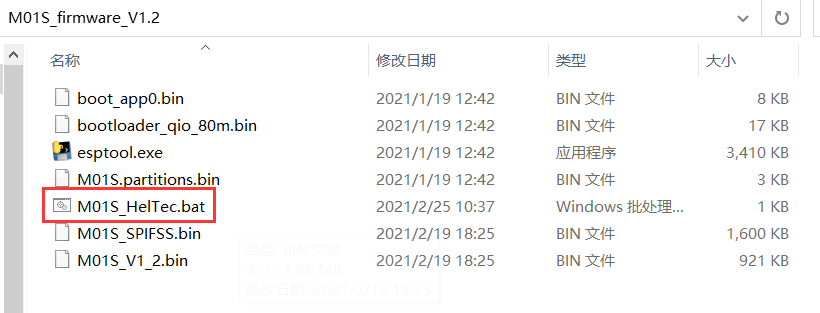 M01S_firmware_V1.2
名称 修改日期 类型 大小
boot_app0.bin 2021/1/19 12:42 BIN 文件 8 KB
bootloader_qio_80m.bin 2021/1/19 12:42 BIN 文件 17 KB
esptool.exe 2021/1/19 12:42 应用程序 3,410 KB
M01S.partitions.bin 2021/1/19 12:42 BIN 文件 3 KB
M01S_HelTec.bat 2021/2/25 10:37 Windows 批处理... 1 KB
M01S_SPIFSS.bin 2021/2/19 18:25 BIN 文件 1,600 KB
M01S_V1_2.bin 2021/2/19 18:25 BIN 文件 921 KB
类型: BIN 文件
大小: 1.56 MB
修改日期: 2021/2/19 18:25